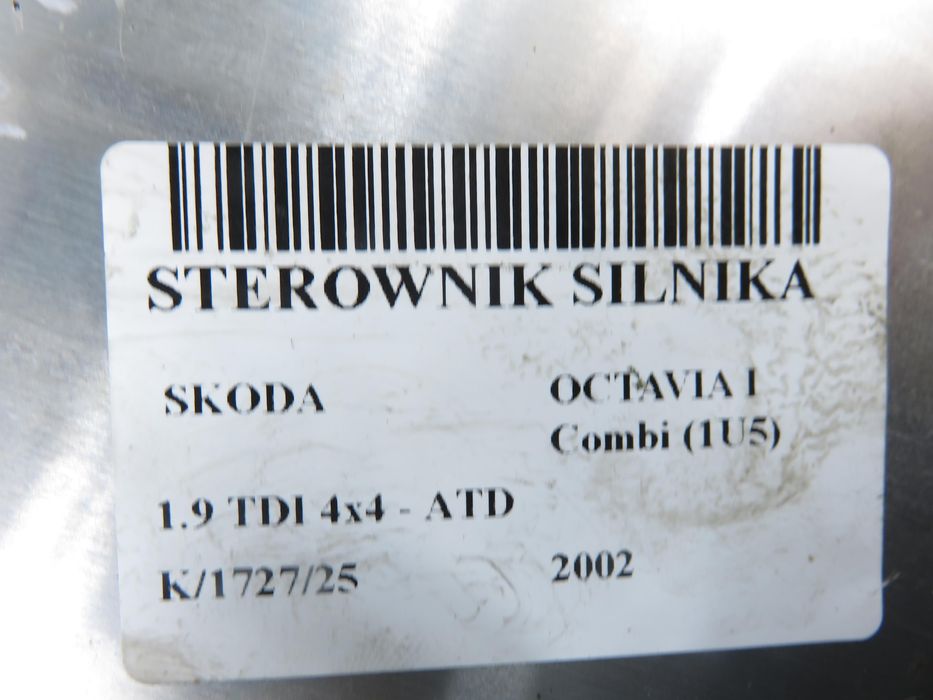 STEROWNIK SILNIKA
SKODA
OCTAVIA I
Combi (1U5)
1.9 TDI 4x4 - ATD
K/1727/25
2002